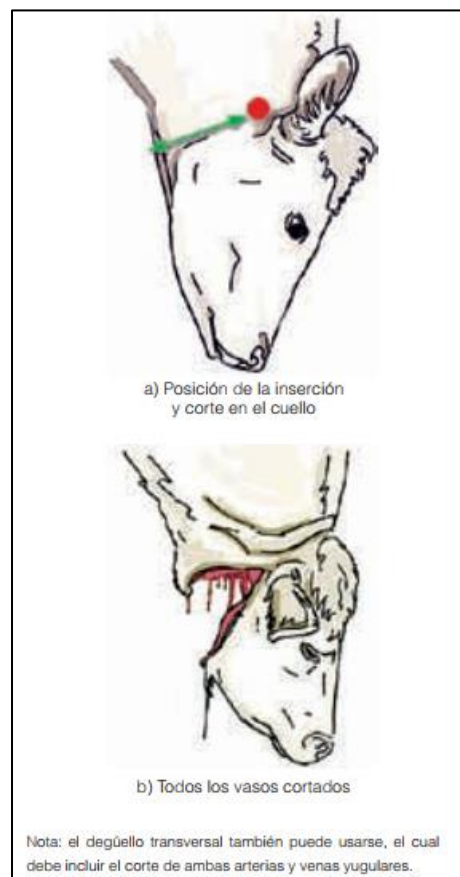 a) Posición de la inserción
y corte en el cuello
b) Todos los vasos cortados
Nota: el degüello transversal también puede usarse, el cual
debe incluir el corte de ambas arterias y venas yugulares.